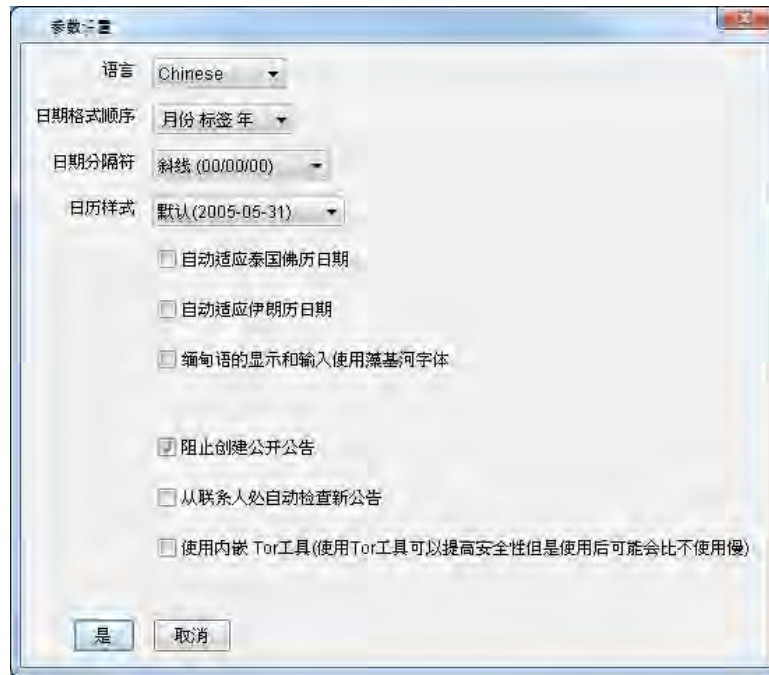 参数设置
语言 Chinese
日期格式顺序 月份 标签 年
日期分隔符 斜线 (00/00/00)
日历样式 默认(2005-05-31)
自动适应泰国佛历日期
自动适应伊朗历日期
缅甸语的显示和输入使用藻基河字体
阻止创建公开公告
从联系人处自动检查新公告
使用内嵌 Tor工具(使用Tor工具可以提高安全性但是使用后可能会比不使用慢)
是 取消